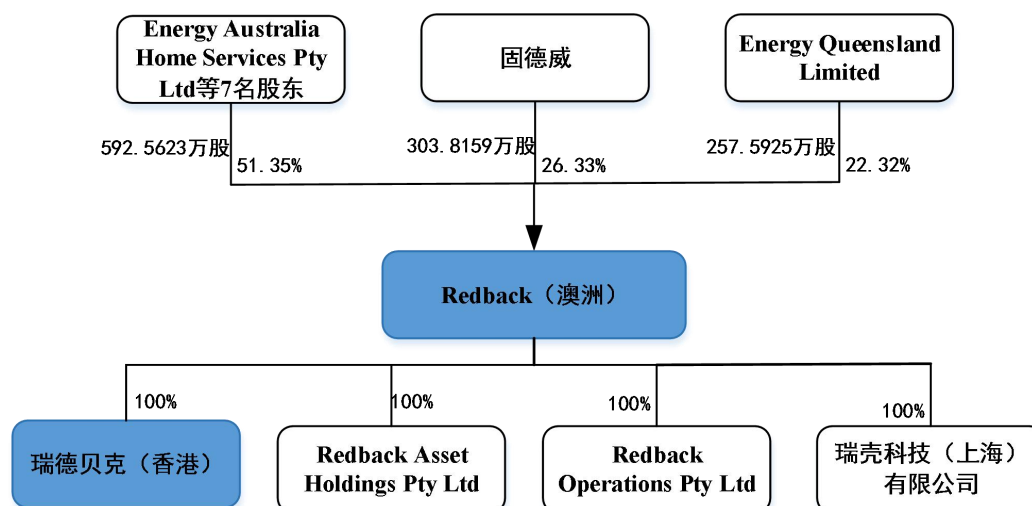 Energy Australia
Home Services Pty
Ltd等7名股东
固德威
Energy Queensland
Limited
592.5623万股
51.35%
303.8159万股
26.33%
257.5925万股
22.32%
Redback（澳洲）
100%
100%
100%
100%
瑞德贝克（香港）
Redback Asset
Holdings Pty Ltd
Redback
Operations Pty Ltd
瑞壳科技（上海）
有限公司